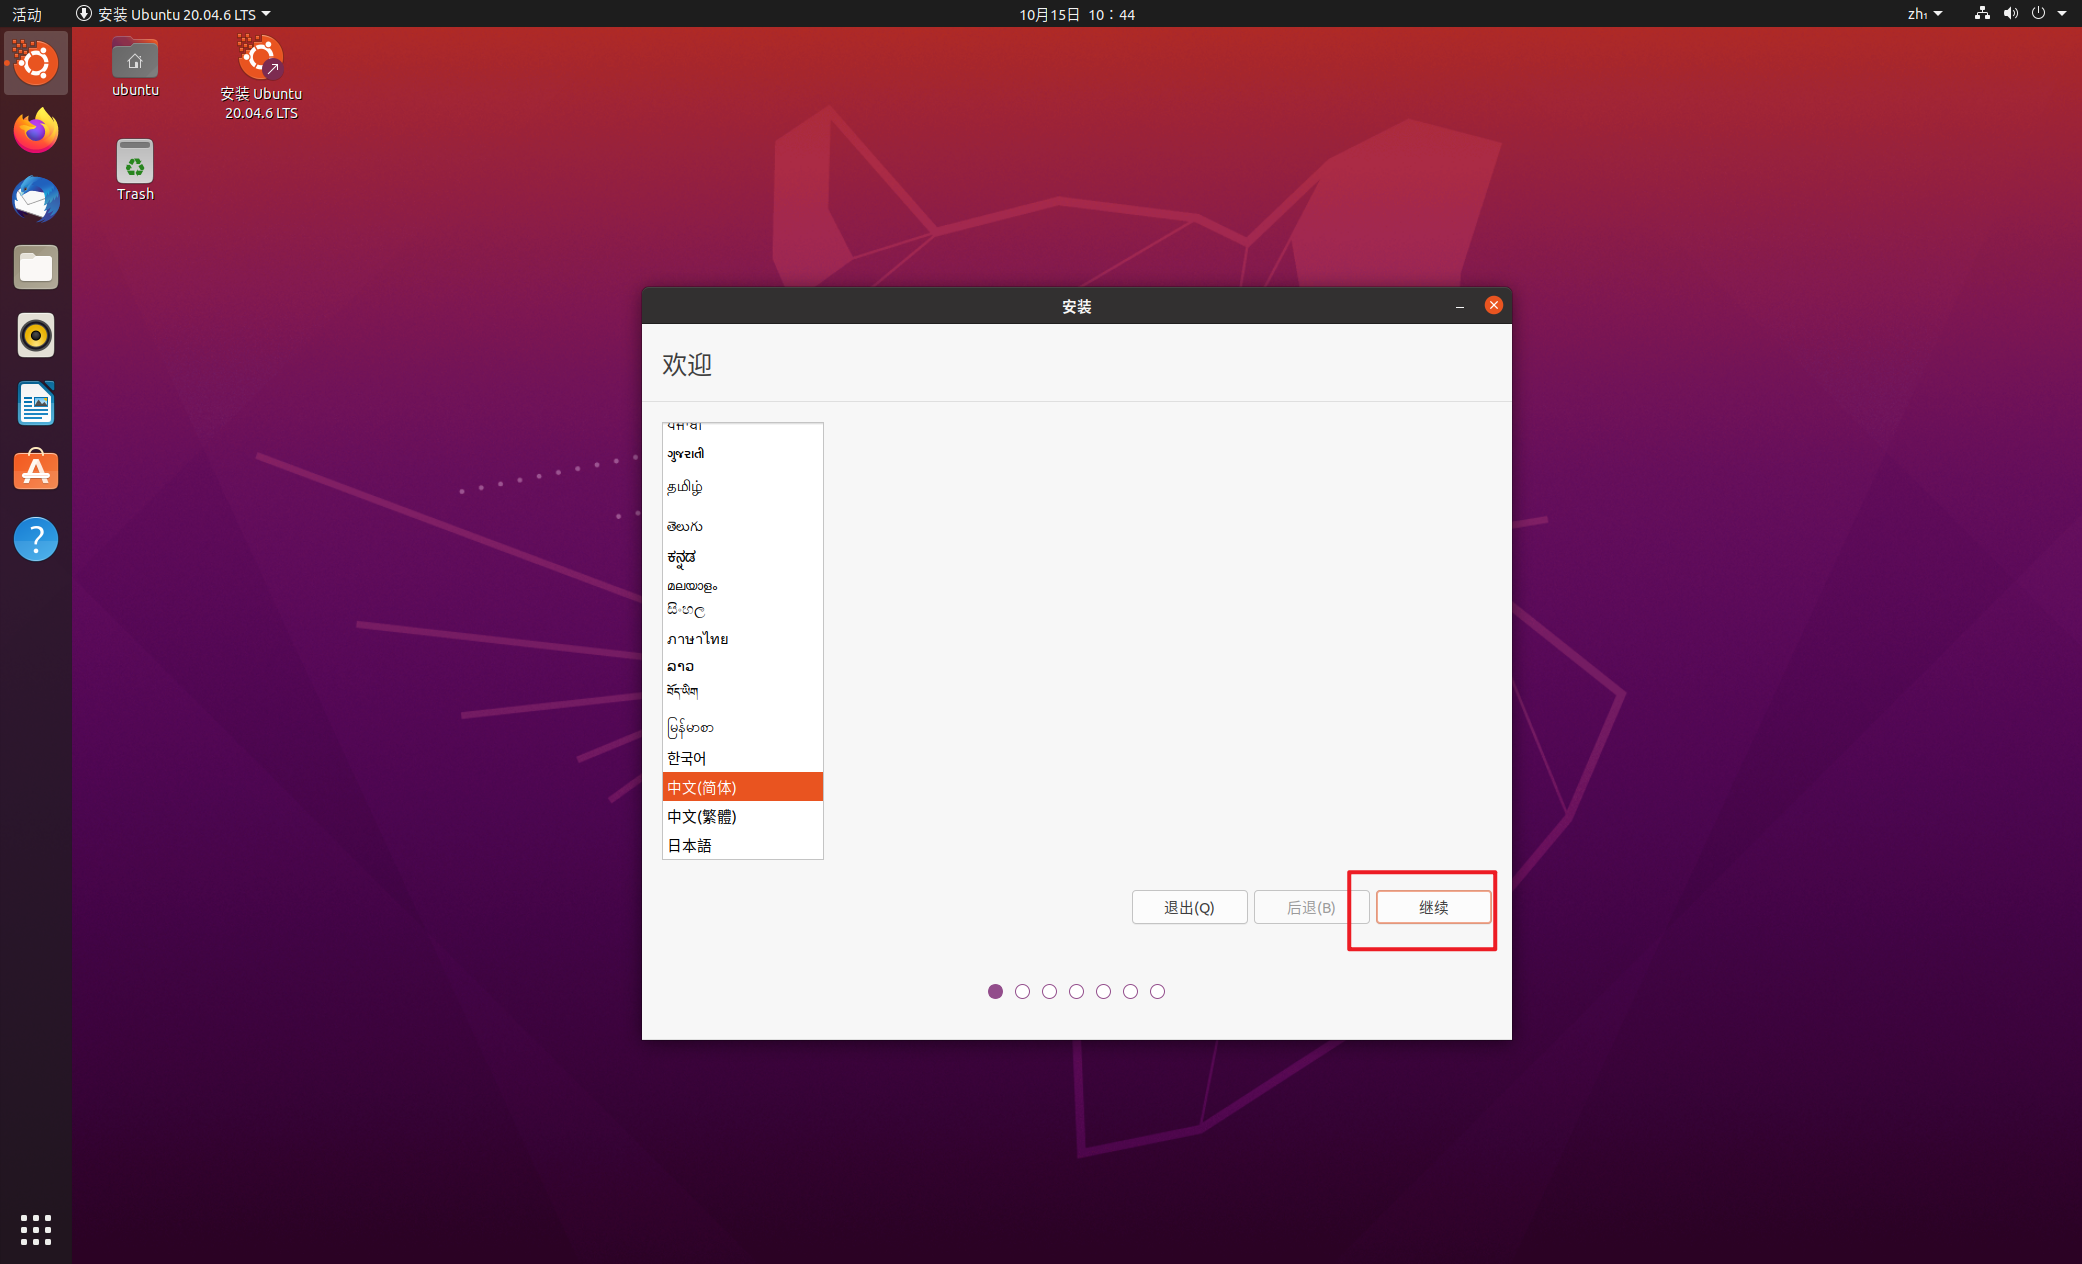 活动
安装 Ubuntu 20.04.6 LTS
10月15日 10：44
zh₁
ubuntu
安装 Ubuntu
20.04.6 LTS
Trash
安装
欢迎
ગુજરાતી
தமிழ்
తెలుగు
ಕನ್ನಡ
മലയാളം
සිංහල
ภาษาไทย
ລາວ
བོད་ཡིག
မြန်မာစာ
한국어
中文(简体)
中文(繁體)
日本語
退出(Q)
后退(B)
继续